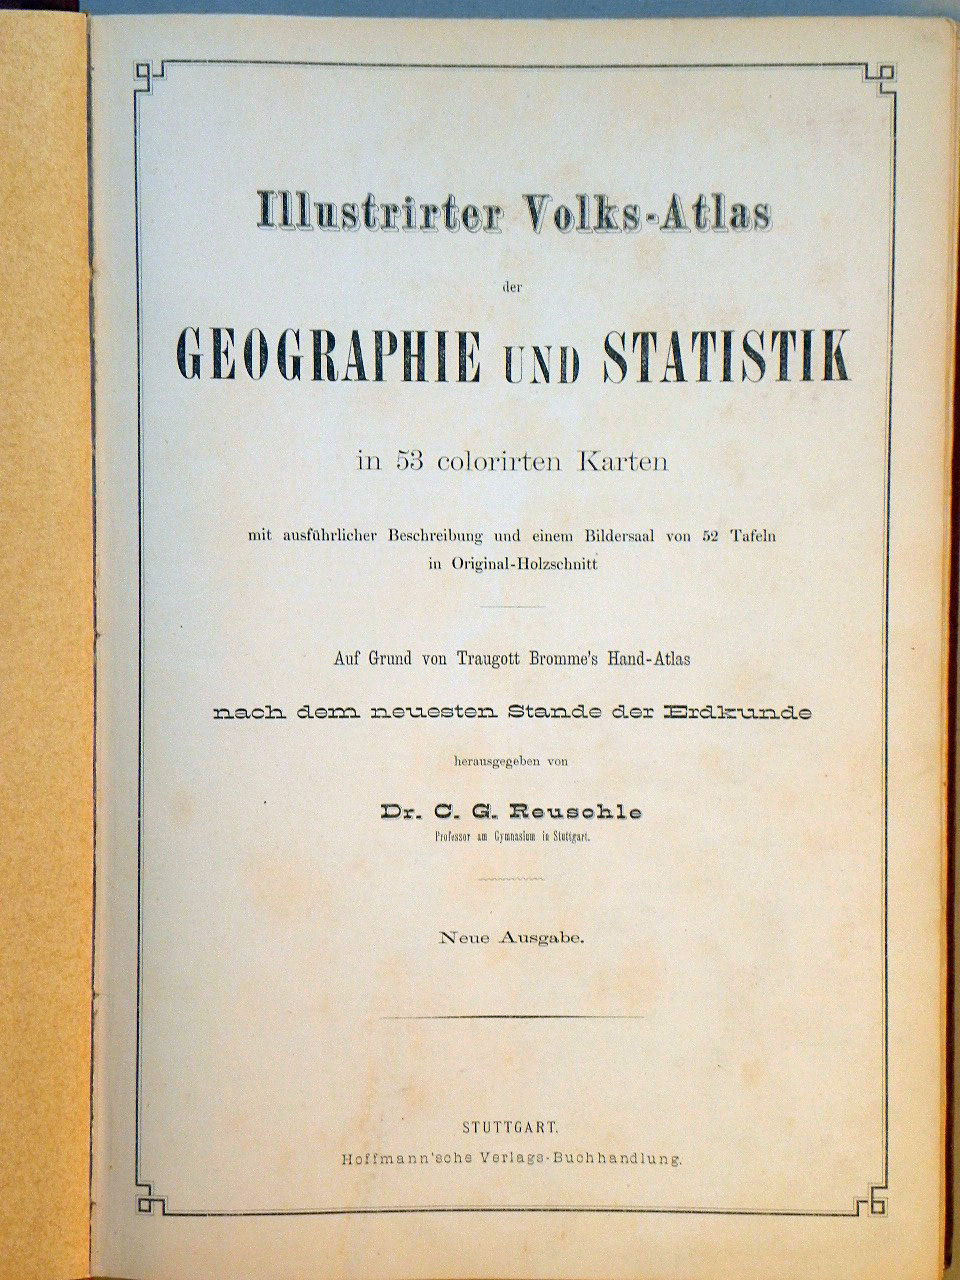 Illustrirter Volks-Atlas
der
GEOGRAPHIE UND STATISTIK
in 53 colorirten Karten
mit ausführlicher Beschreibung und einem Bildersaal von 52 Tafeln
in Original-Holzschnitt
Auf Grund von Traugott Bromme's Hand-Atlas
nach dem neuesten Stande der Erdkunde
herausgegeben von
Dr. C. G. Reuschle
Professor am Gymnasium in Stuttgart.
Neue Ausgabe.
STUTTGART.
Hoffmann'sche Verlags-Buchhandlung.